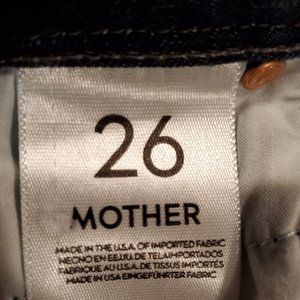 26
MOTHER
MADE IN THE U.S.A. OF IMPORTED FABRIC
HECHO EN EE.UU. DE TELA IMPORTADOS
FABRIQUE AU U.S.A. DE TISSUS IMPORTES
MADE IN USA EINGEFÜHRTER FABRIC